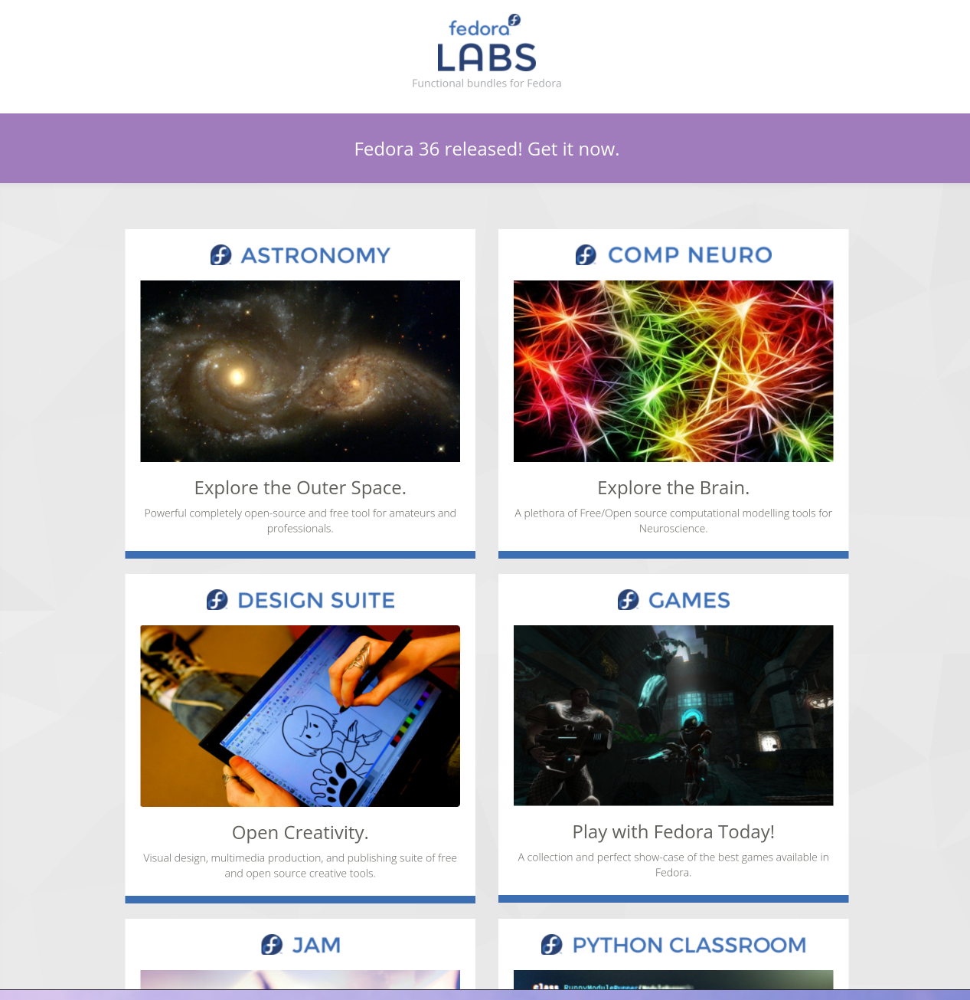 fedora
LABS
Functional bundles for Fedora
Fedora 36 released! Get it now.
ASTRONOMY
Explore the Outer Space.
Powerful completely open-source and free tool for amateurs and
professionals.
COMP NEURO
Explore the Brain.
A plethora of Free/Open source computational modelling tools for
Neuroscience.
DESIGN SUITE
Open Creativity.
Visual design, multimedia production, and publishing suite of free
and open source creative tools.
GAMES
Play with Fedora Today!
A collection and perfect show-case of the best games available in
Fedora.
JAM
PYTHON CLASSROOM
class